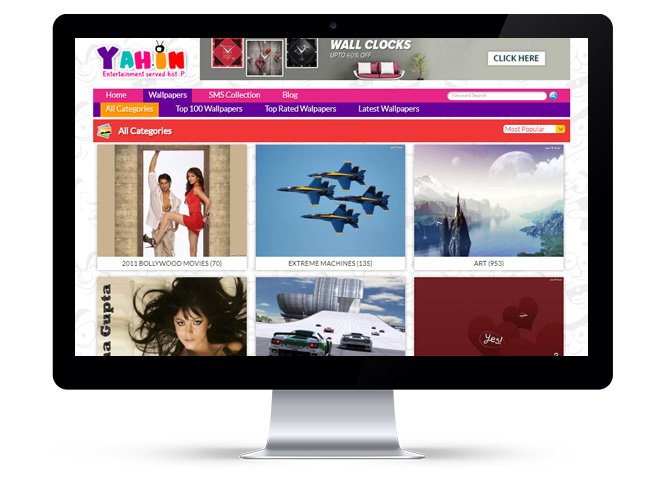 YAHiN
Entertainment served hot :P
WALL CLOCKS
UPTO 60% OFF
CLICK HERE
Home Wallpapers SMS Collection Blog
Keyword Search
All Categories Top 100 Wallpapers Top Rated Walpapers Latest Wallpapers
All Categories
Most Popular
2011 BOLLYWOOD MOVIES (70) EXTREME MACHINES (135) ART (953)
na Gupta
Yes!